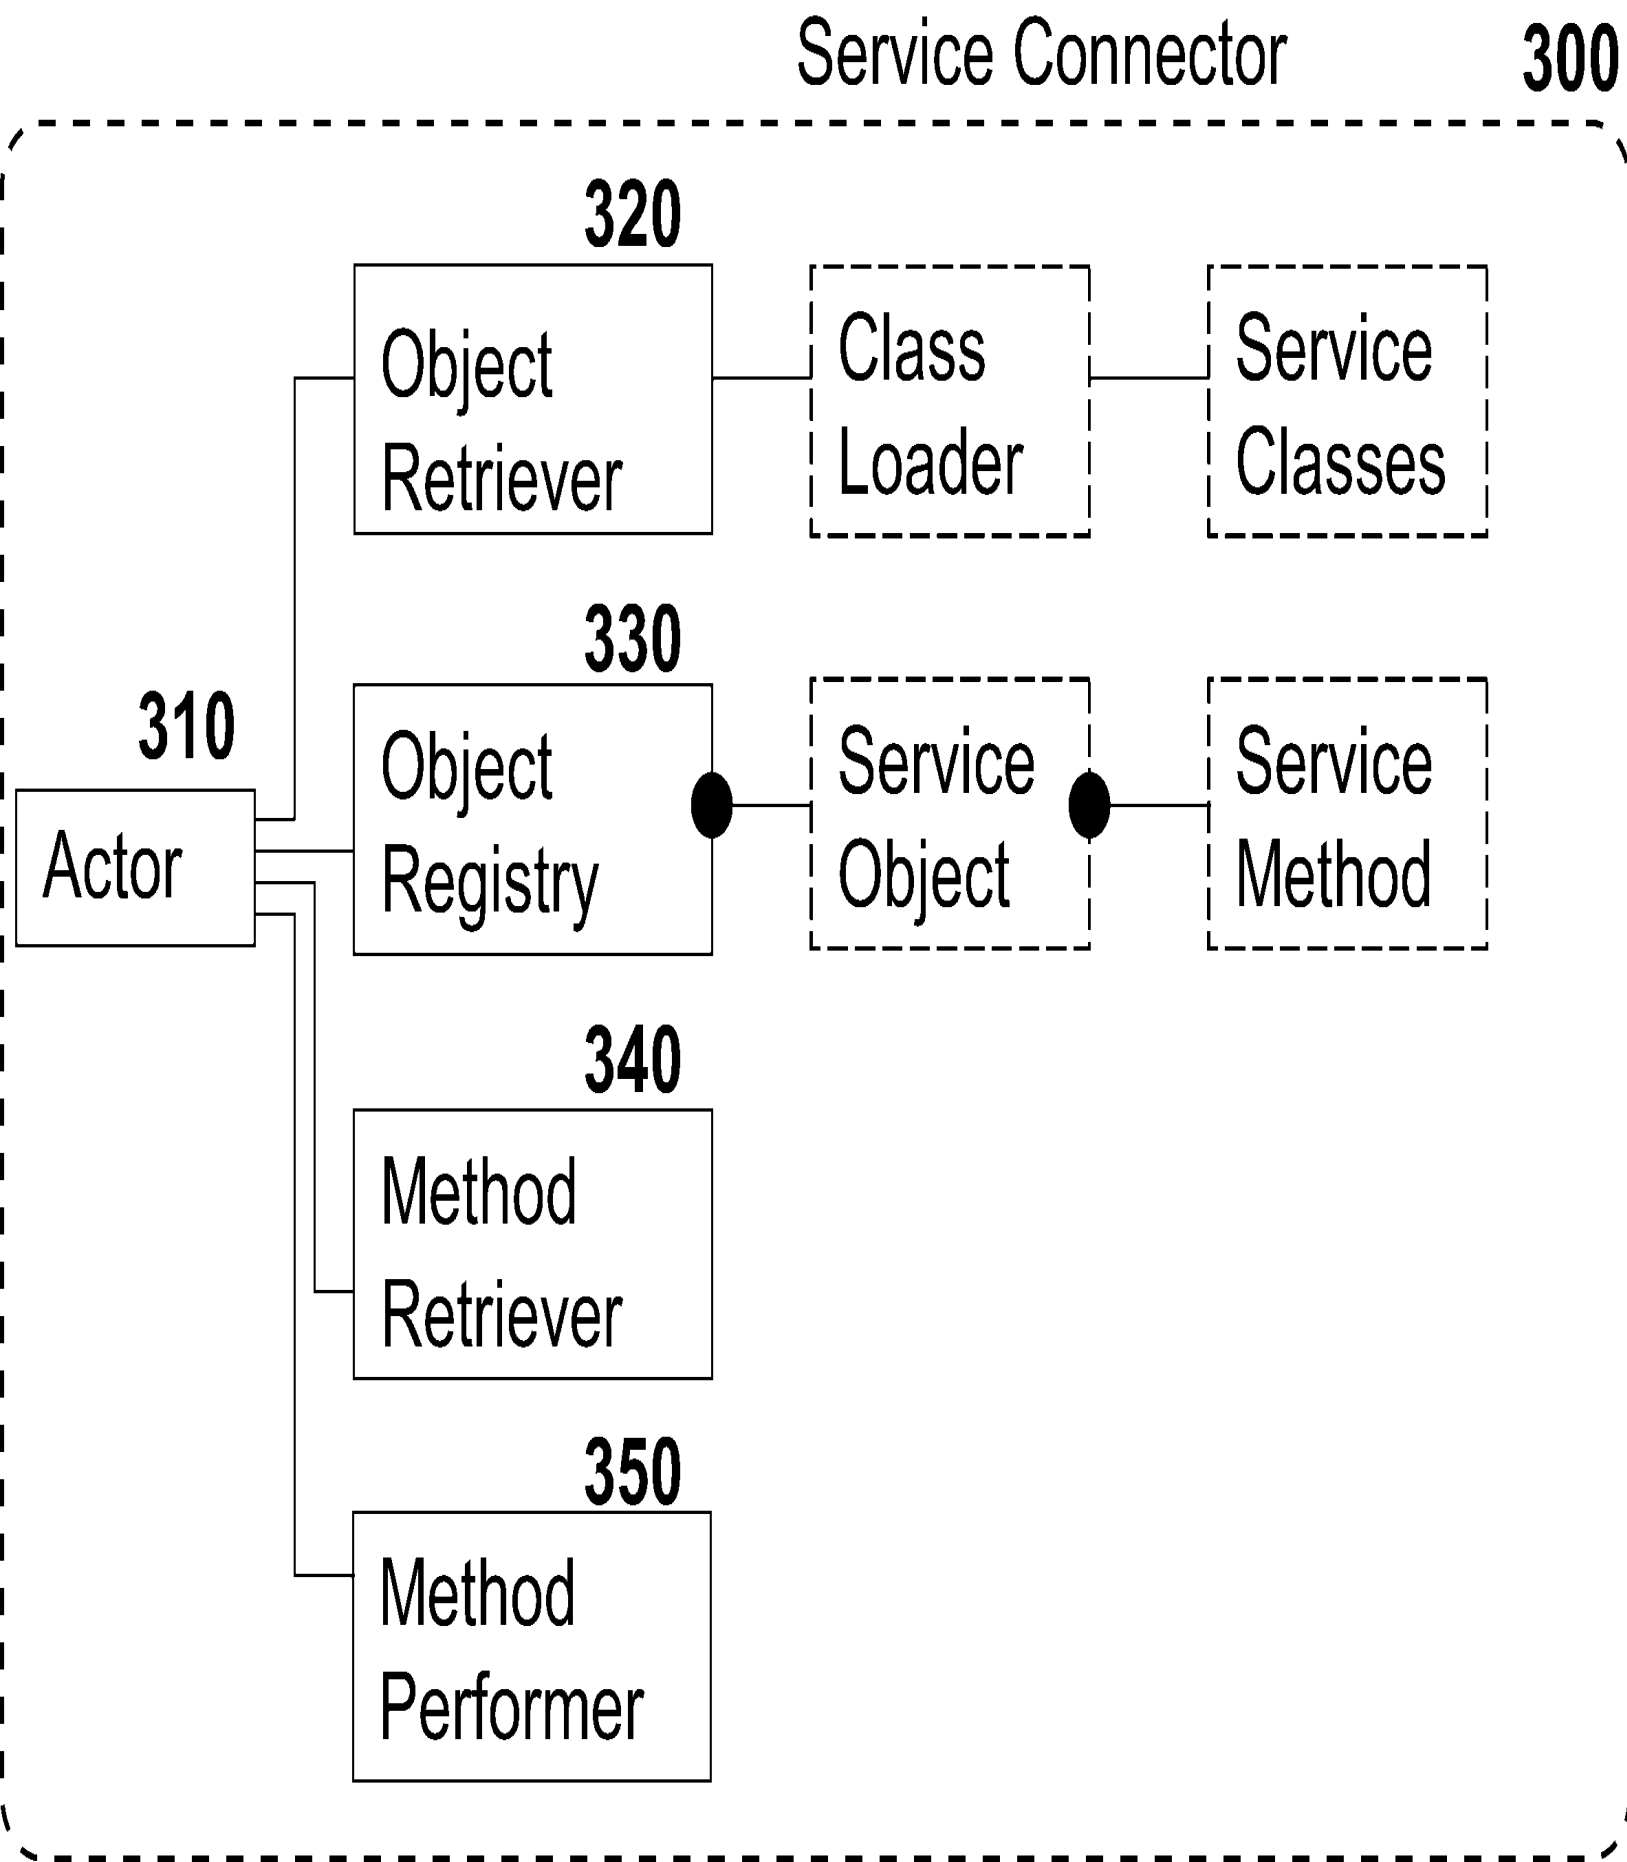 Service Connector 300
320
Object
Retriever
Class
Loader
Service
Classes
330
Object
Registry
Service
Object
Service
Method
310
Actor
340
Method
Retriever
350
Method
Performer